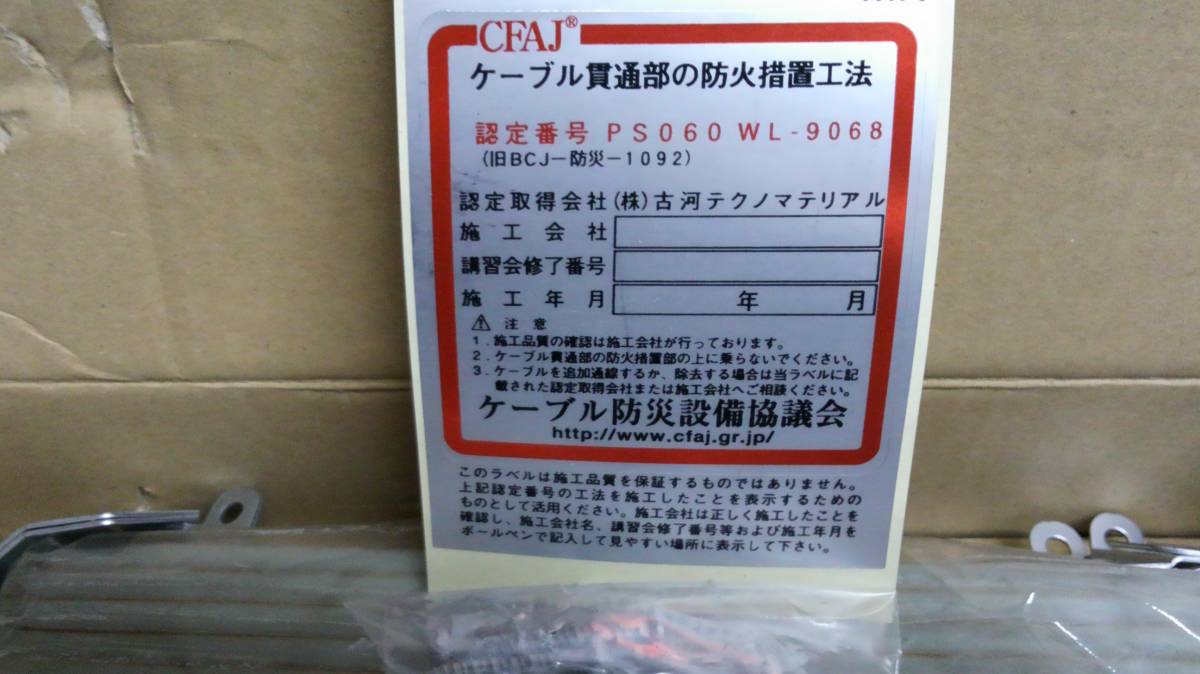 CFAJ®
ケーブル貫通部の防火措置工法
認定番号 PS060 WL-9068
(旧BCJ-防災-1092)
認定取得会社 (株)古河テクノマテリアル
施工会社
講習会修了番号
施工年月 年 月
⚠ 注意
1.施工品質の確認は施工会社が行っております。
2.ケーブル貫通部の防火措置部の上に乗らないでください。
3.ケーブルを追加通線するか、除去する場合は当ラベルに記
載された認定取得会社または施工会社へご相談ください。
ケーブル防災設備協議会
http://www.cfaj.gr.jp/
このラベルは施工品質を保証するものではありません。
上記認定番号の工法を施工したことを表示するための
ものとして活用ください。施工会社は正しく施工したことを
確認し、施工会社名、講習会修了番号等および施工年月を
ボールペンで記入して見やすい場所に表示して下さい。